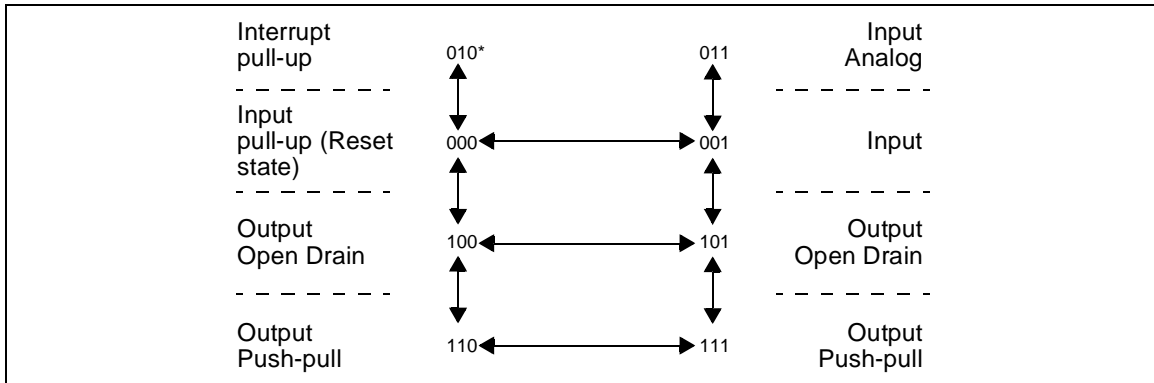 Interrupt
pull-up
010*
011
Input
Analog
Input
pull-up (Reset
state)
000
001
Input
Output
Open Drain
100
101
Output
Open Drain
Output
Push-pull
110
111
Output
Push-pull